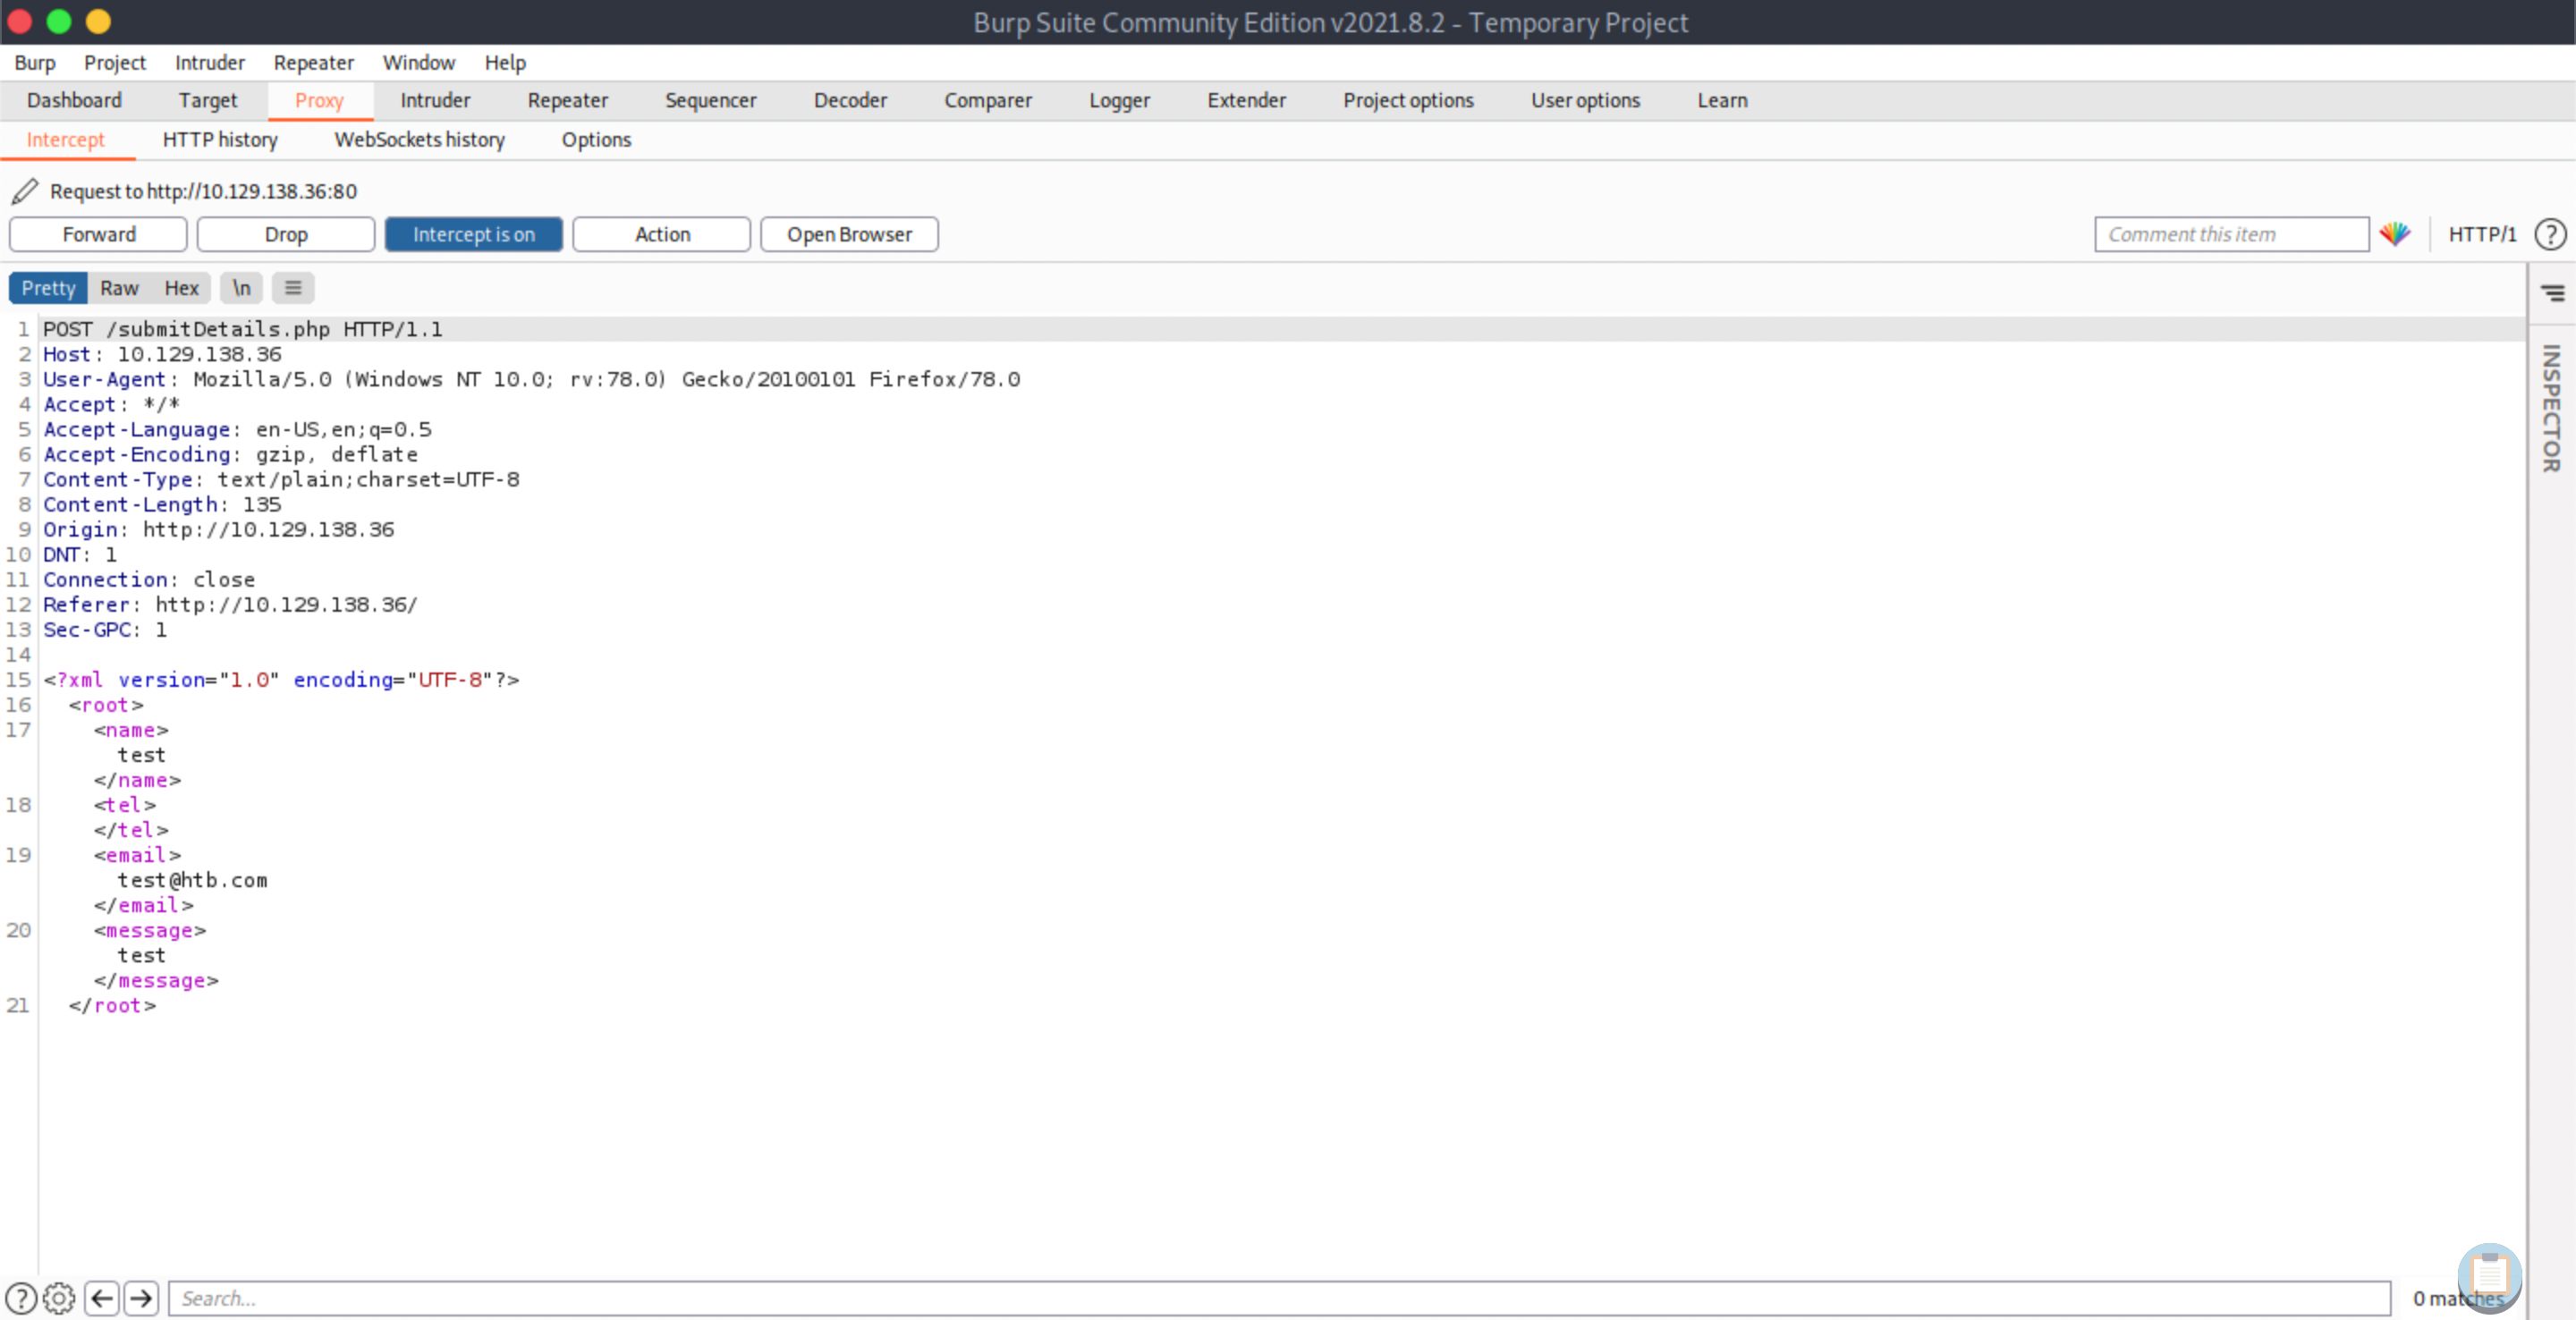 Burp Suite Community Edition v2021.8.2 - Temporary Project
Burp Project Intruder Repeater Window Help
Dashboard Target Proxy Intruder Repeater Sequencer Decoder Comparer Logger Extender Project options User options Learn
Intercept HTTP history WebSockets history Options
Request to http://10.129.138.36:80
Forward Drop Intercept is on Action Open Browser Comment this item HTTP/1 ?
Pretty Raw Hex \n ≡
INSPECTOR
1 POST /submitDetails.php HTTP/1.1
2 Host: 10.129.138.36
3 User-Agent: Mozilla/5.0 (Windows NT 10.0; rv:78.0) Gecko/20100101 Firefox/78.0
4 Accept: */*
5 Accept-Language: en-US,en;q=0.5
6 Accept-Encoding: gzip, deflate
7 Content-Type: text/plain;charset=UTF-8
8 Content-Length: 135
9 Origin: http://10.129.138.36
10 DNT: 1
11 Connection: close
12 Referer: http://10.129.138.36/
13 Sec-GPC: 1
14
15 <?xml version="1.0" encoding="UTF-8"?>
16 <root>
17 <name>
test
</name>
18 <tel>
</tel>
19 <email>
test@htb.com
</email>
20 <message>
test
</message>
21 </root>
? Search... 0 matches